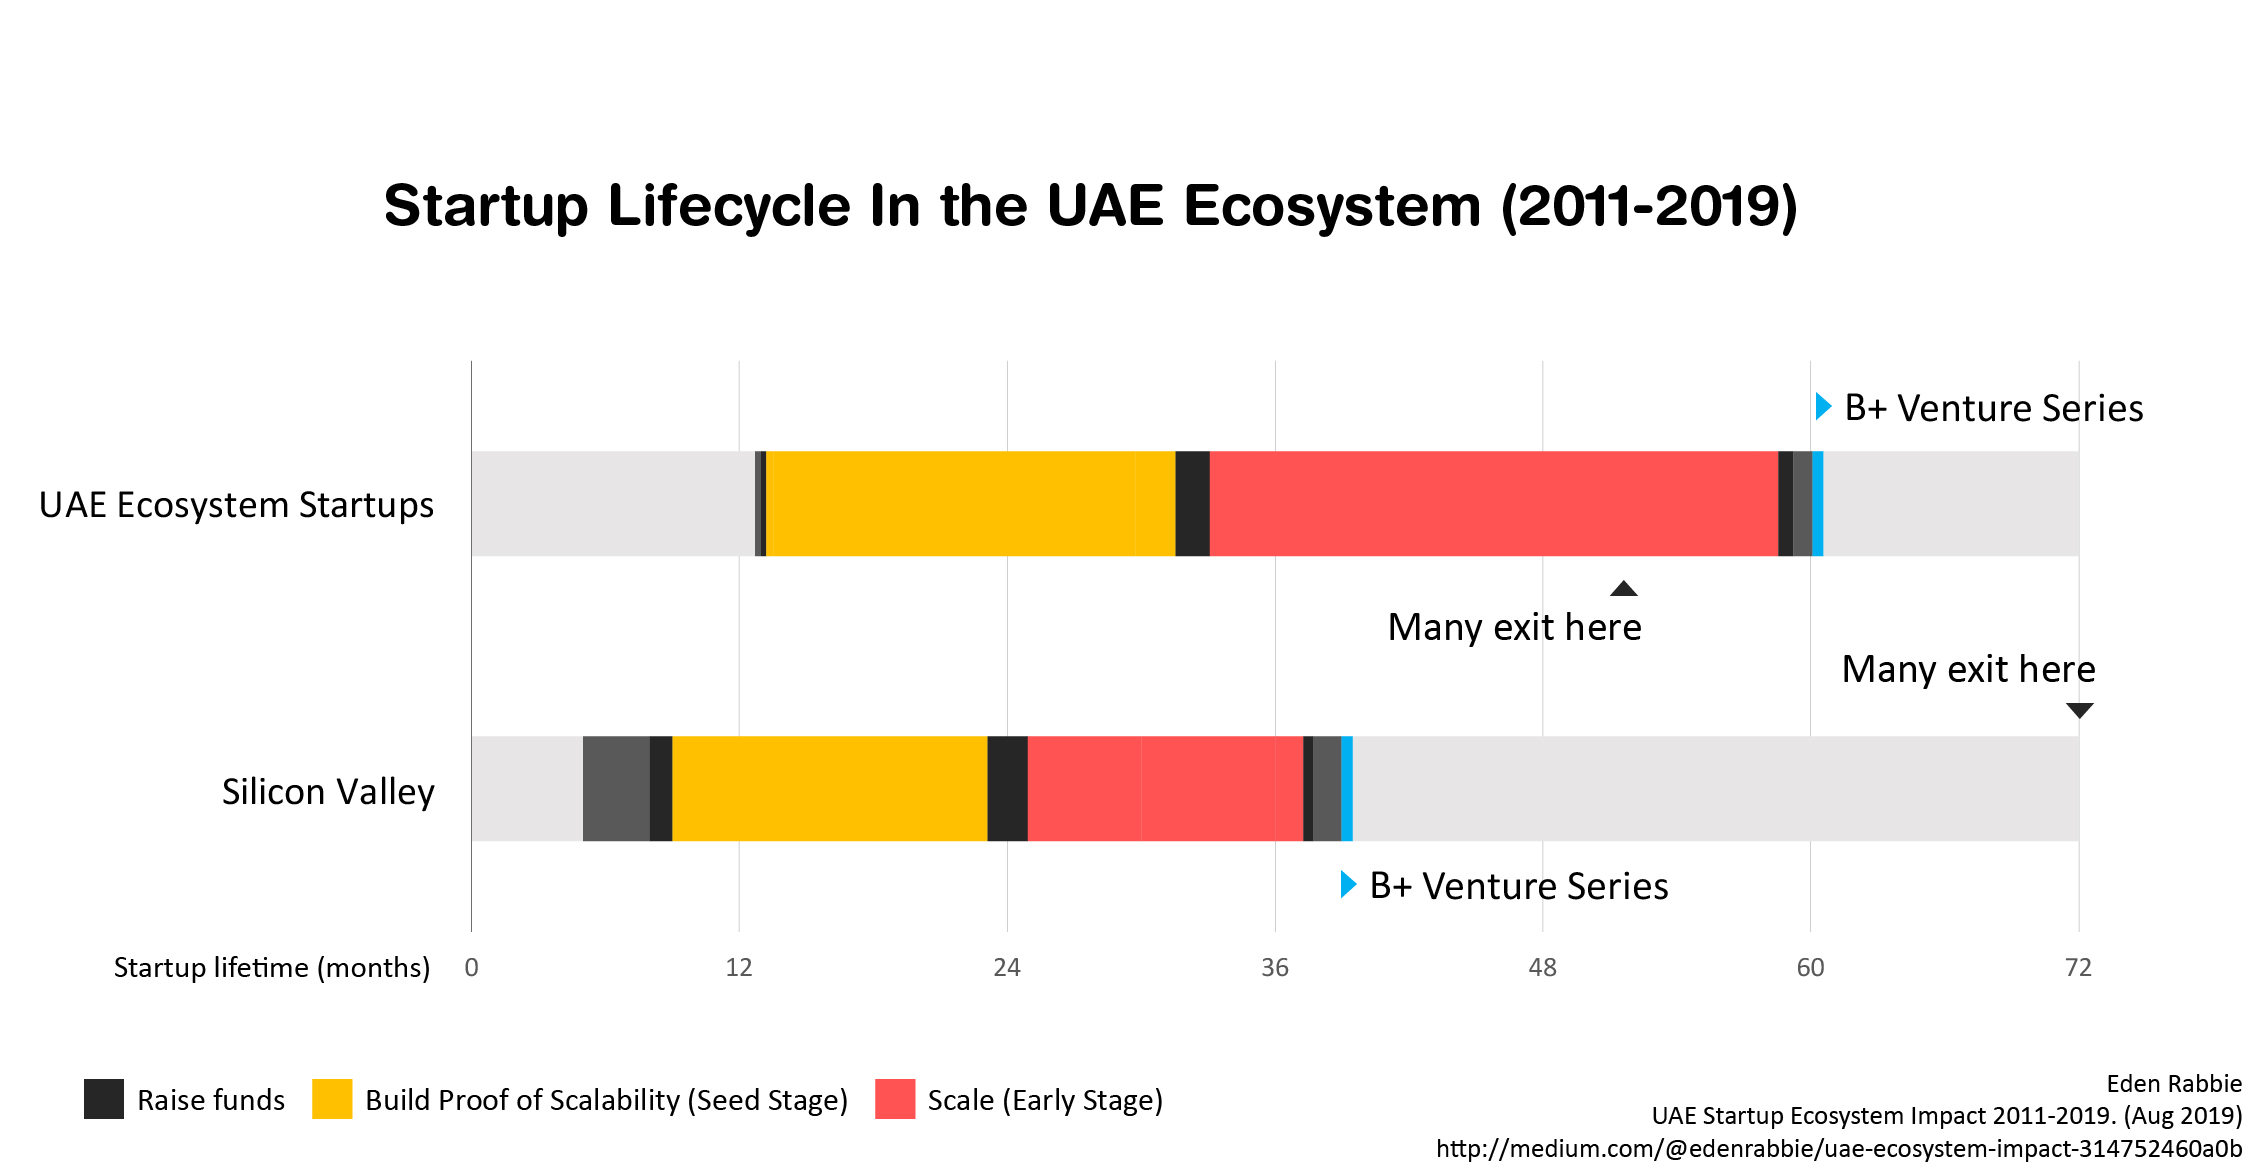 Startup Lifecycle In the UAE Ecosystem (2011-2019)
B+ Venture Series
UAE Ecosystem Startups
Many exit here
Many exit here
Silicon Valley
B+ Venture Series
Startup lifetime (months) 0 12 24 36 48 60 72
Raise funds Build Proof of Scalability (Seed Stage) Scale (Early Stage)
Eden Rabbie
UAE Startup Ecosystem Impact 2011-2019. (Aug 2019)
http://medium.com/@edenrabbie/uae-ecosystem-impact-314752460a0b